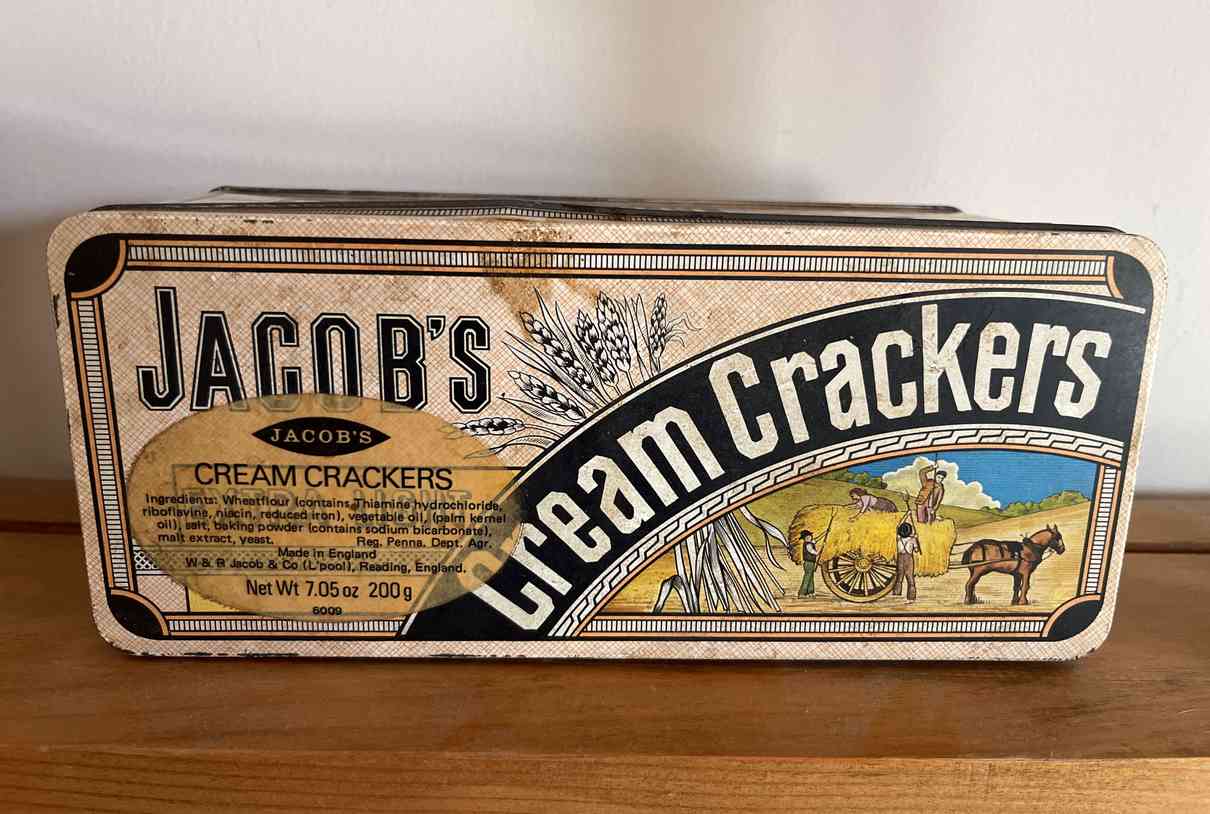 JACOB'S
Cream Crackers
JACOB'S
CREAM CRACKERS
Ingredients: Wheatflour (contains Thiamine hydrochloride,
riboflavine, niacin, reduced iron), vegetable oil, (palm kernel
oil), salt, baking powder (contains sodium bicarbonate),
malt extract, yeast. Reg. Penna. Dept. Agr.
Made in England
W & R Jacob & Co (L'pool), Reading, England.
Net Wt 7.05 oz 200 g
6009